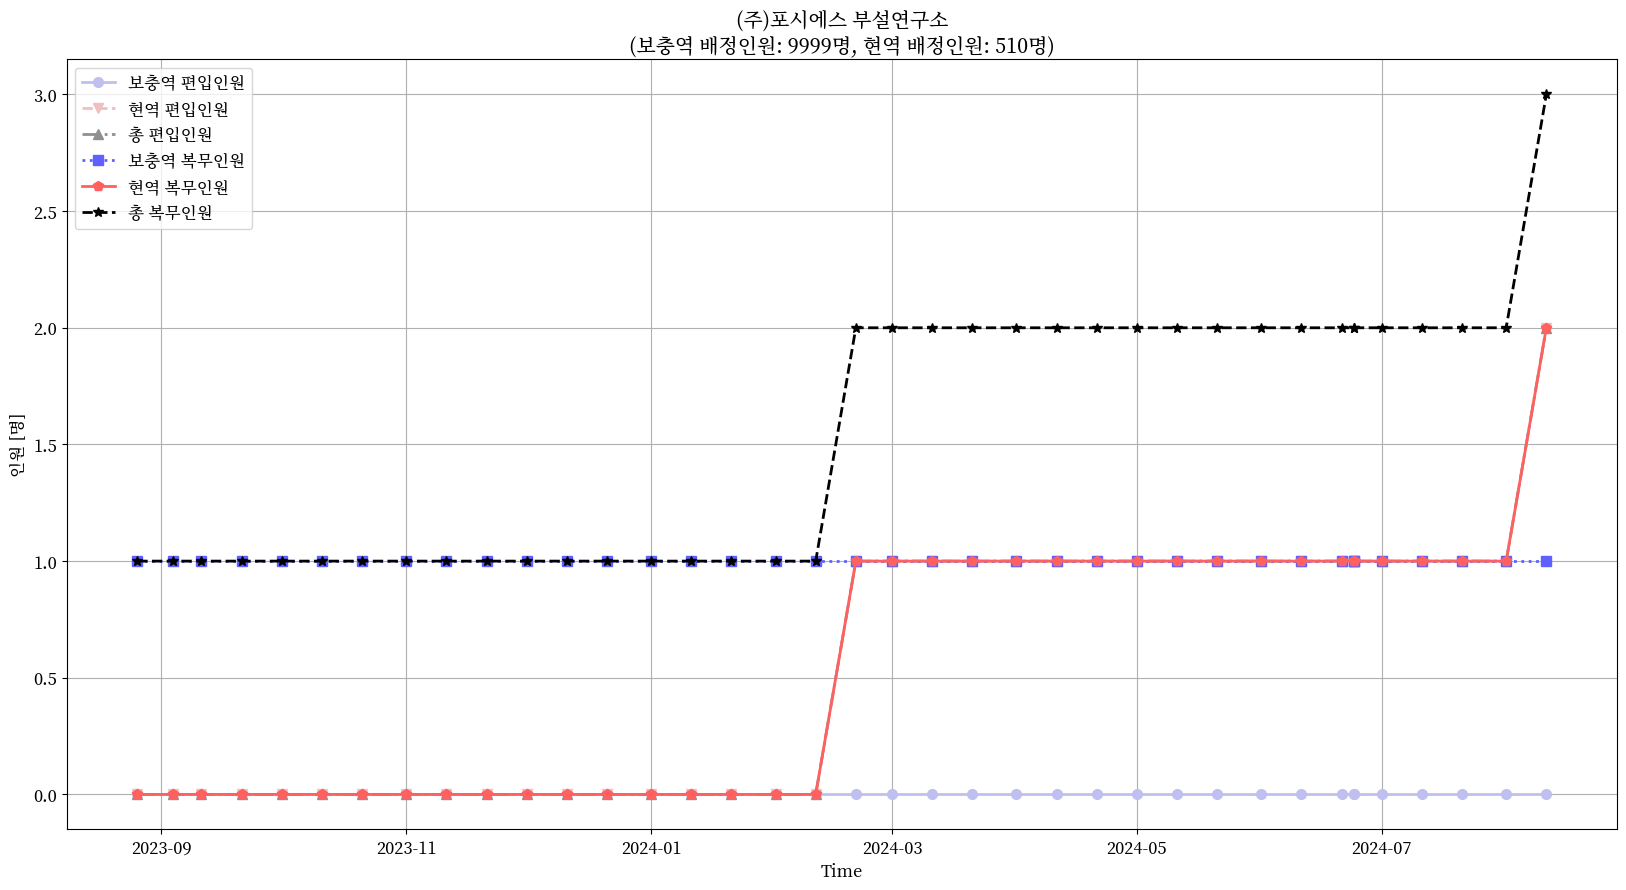 (주)포시에스 부설연구소
(보충역 배정인원: 9999명, 현역 배정인원: 510명)
보충역 편입인원
현역 편입인원
총 편입인원
보충역 복무인원
현역 복무인원
총 복무인원
3.0
2.5
2.0
1.5
1.0
0.5
0.0
인원 [명]
2023-09
2023-11
2024-01
2024-03
2024-05
2024-07
Time